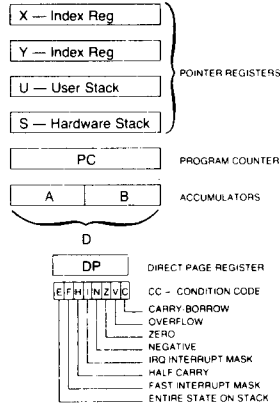 X — Index Reg
Y — Index Reg
U — User Stack
S — Hardware Stack
POINTER REGISTERS
PC
PROGRAM COUNTER
A B
ACCUMULATORS
D
DP
DIRECT PAGE REGISTER
E F H I N Z V C
CC – CONDITION CODE
CARRY-BORROW
OVERFLOW
ZERO
NEGATIVE
IRQ INTERRUPT MASK
HALF CARRY
FAST INTERRUPT MASK
ENTIRE STATE ON STACK